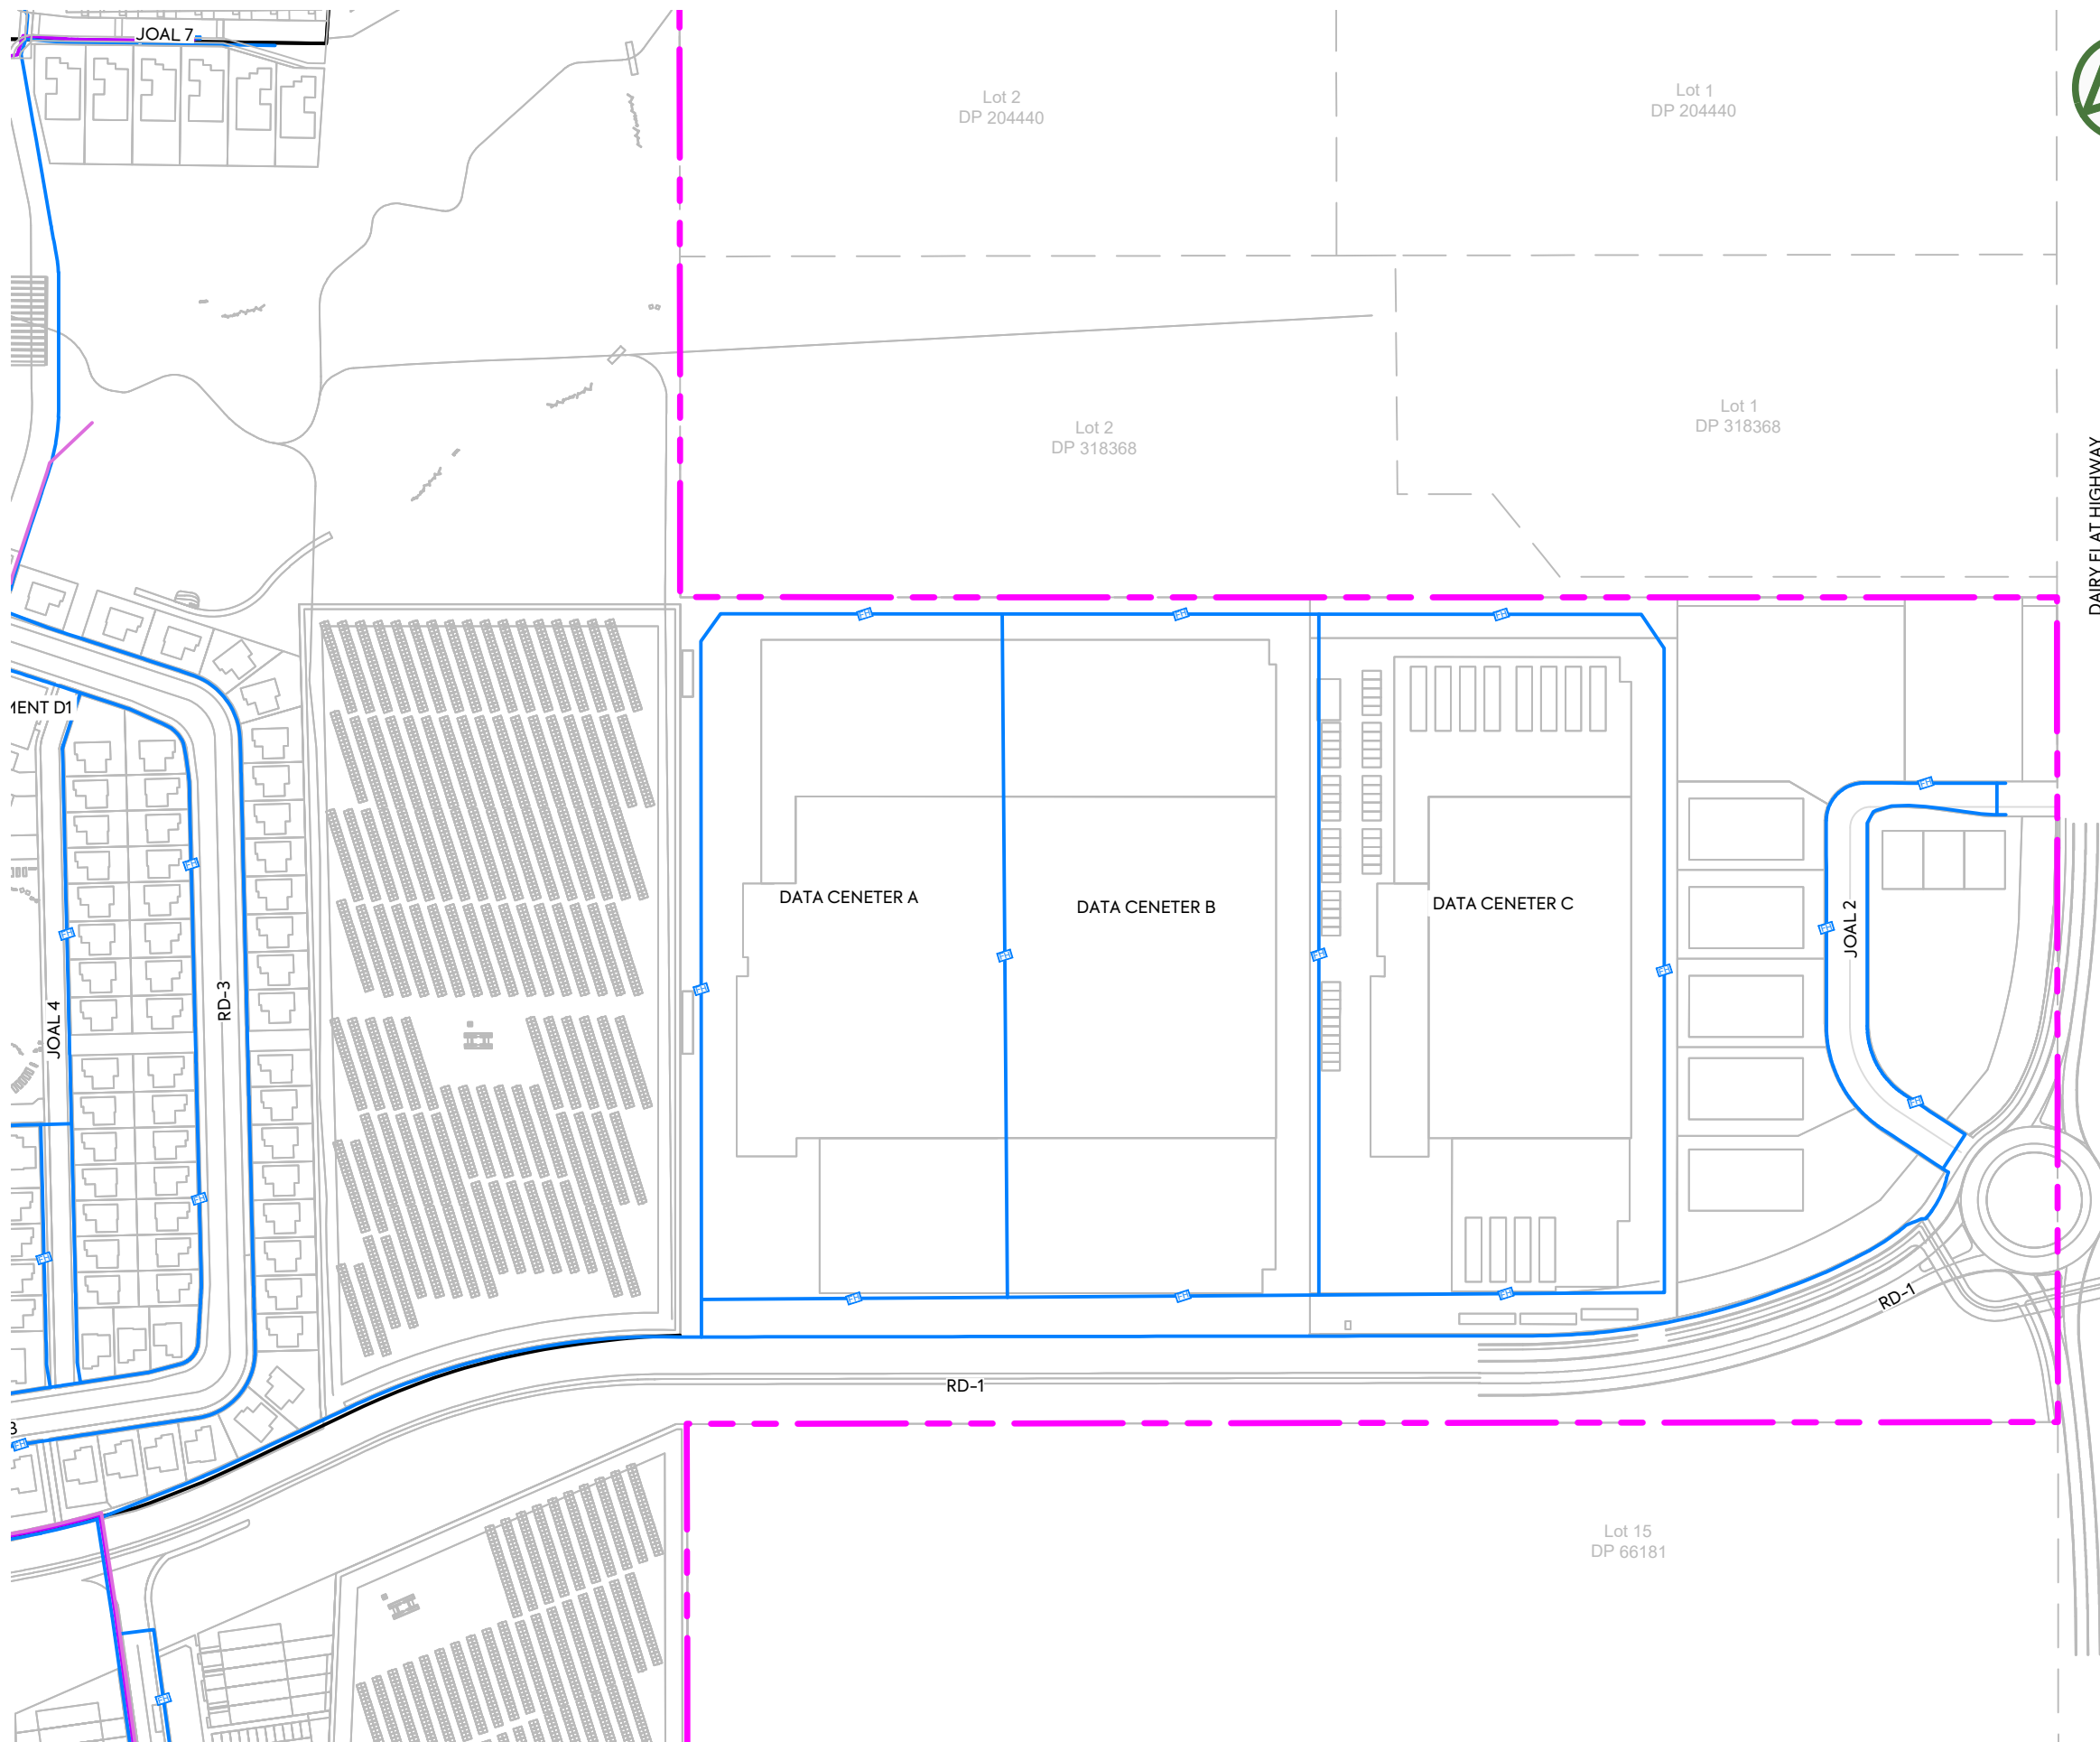 JOAL 7
Lot 2
DP 204440
Lot 1
DP 204440
Lot 2
DP 318368
Lot 1
DP 318368
DAIRY FLAT HIGHWAY
MENT D1
DATA CENETER A
DATA CENETER B
DATA CENETER C
JOAL 2
JOAL 4
RD-3
RD-1
RD-1
3
Lot 15
DP 66181